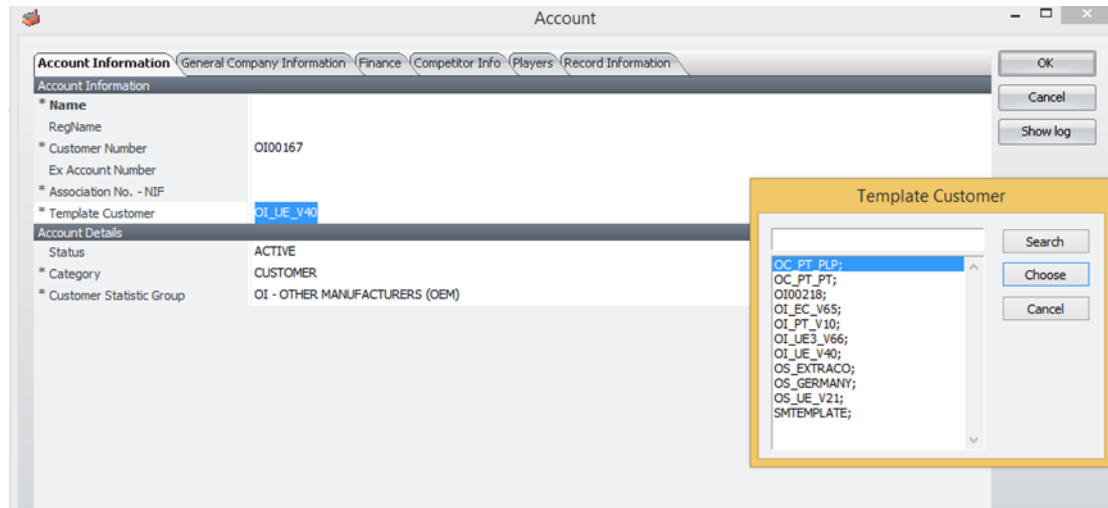 Account
Account Information General Company Information Finance Competitor Info Players Record Information
Account Information
* Name
RegName
* Customer Number OI00167
Ex Account Number
* Association No. - NIF
* Template Customer OI_UE_V40
Account Details
Status ACTIVE
* Category CUSTOMER
* Customer Statistic Group OI - OTHER MANUFACTURERS (OEM)
OK
Cancel
Show log
Template Customer
Search
Choose
Cancel
OC_PT_PLP;
OC_PT_PT;
OI00218;
OI_EC_V65;
OI_PT_V10;
OI_UE3_V66;
OI_UE_V40;
OS_EXTRACO;
OS_GERMANY;
OS_UE_V21;
SMTEMPLATE;